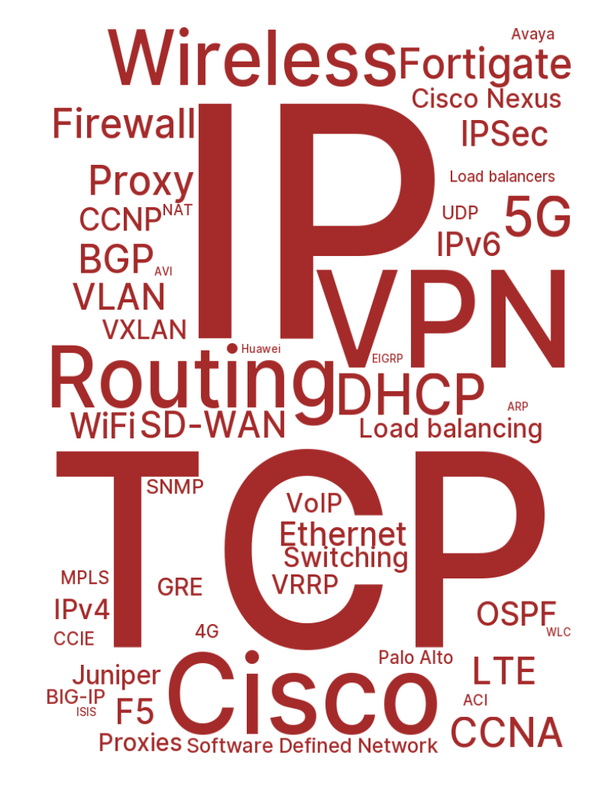 Avaya
Wireless
Fortigate
Cisco Nexus
Firewall
IP
IPSec
Proxy
Load balancers
CCNP
NAT
UDP
5G
BGP
AVI
IPv6
VLAN
VPN
VXLAN
Huawei
EIGRP
Routing
DHCP
ARP
WiFi
SD-WAN
Load balancing
TCP
SNMP
VoIP
Ethernet
Switching
MPLS
GRE
VRRP
IPv4
OSPF
CCIE
4G
WLC
Palo Alto
Juniper
Cisco
LTE
BIG-IP
ISIS
F5
ACI
CCNA
Proxies
Software Defined Network